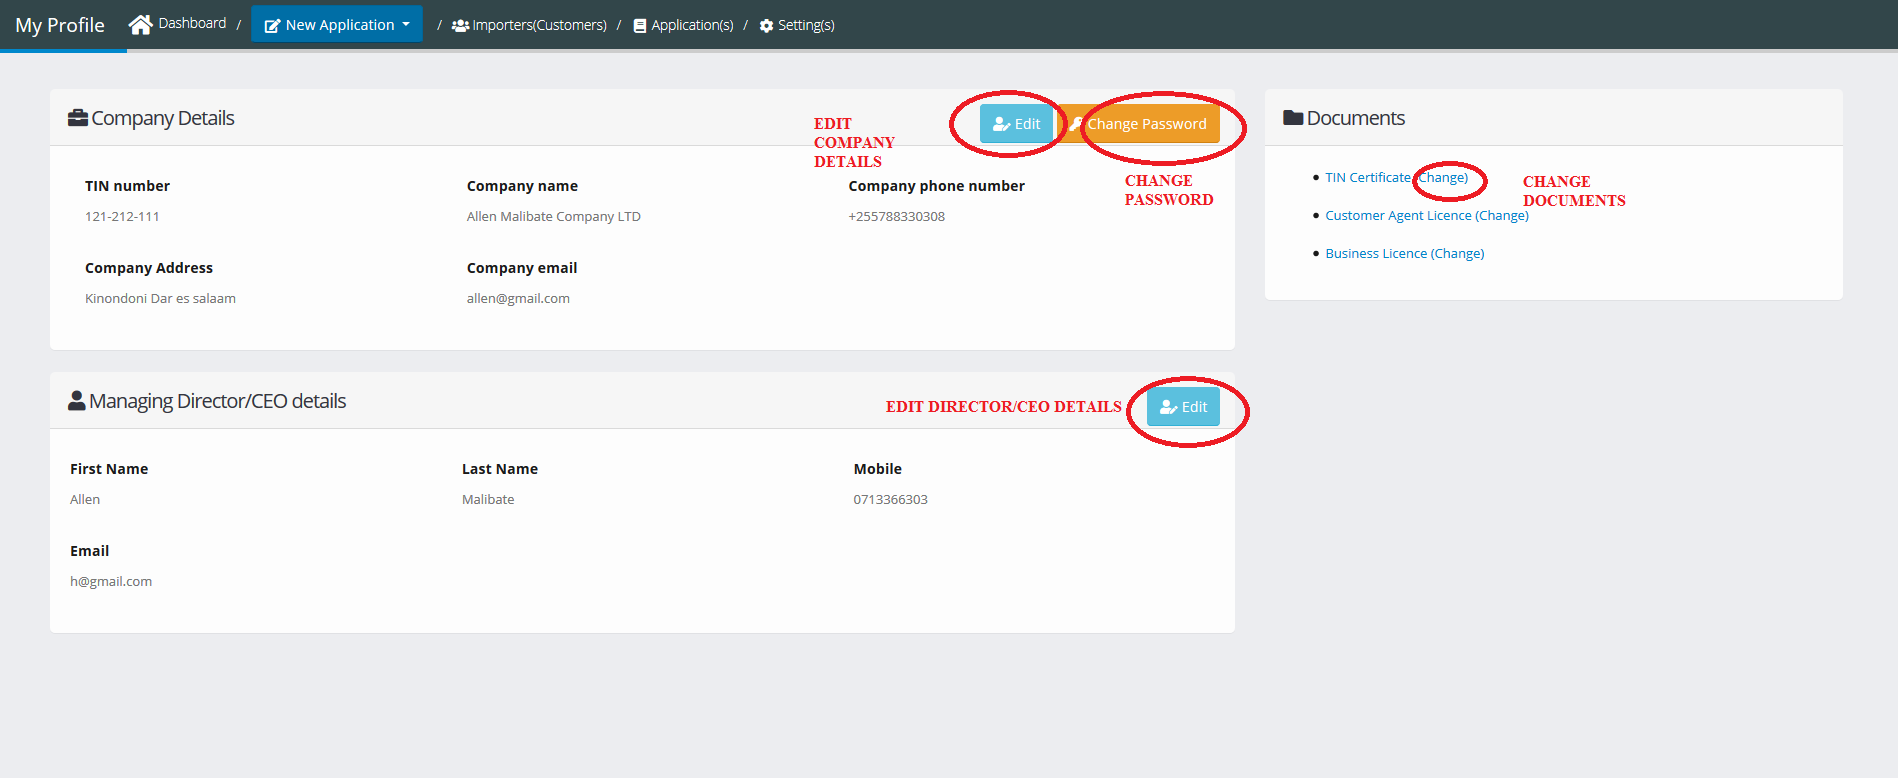 My Profile Dashboard / New Application / Importers(Customers) / Application(s) / Setting(s)
Company Details
EDIT
COMPANY
DETAILS
Edit
Change Password
CHANGE
PASSWORD
TIN number
121-212-111
Company name
Allen Malibate Company LTD
Company phone number
+255788330308
Company Address
Kinondoni Dar es salaam
Company email
allen@gmail.com
Managing Director/CEO details
EDIT DIRECTOR/CEO DETAILS
Edit
First Name
Allen
Last Name
Malibate
Mobile
0713366303
Email
h@gmail.com
Documents
TIN Certificate (Change)
Customer Agent Licence (Change)
Business Licence (Change)
CHANGE
DOCUMENTS